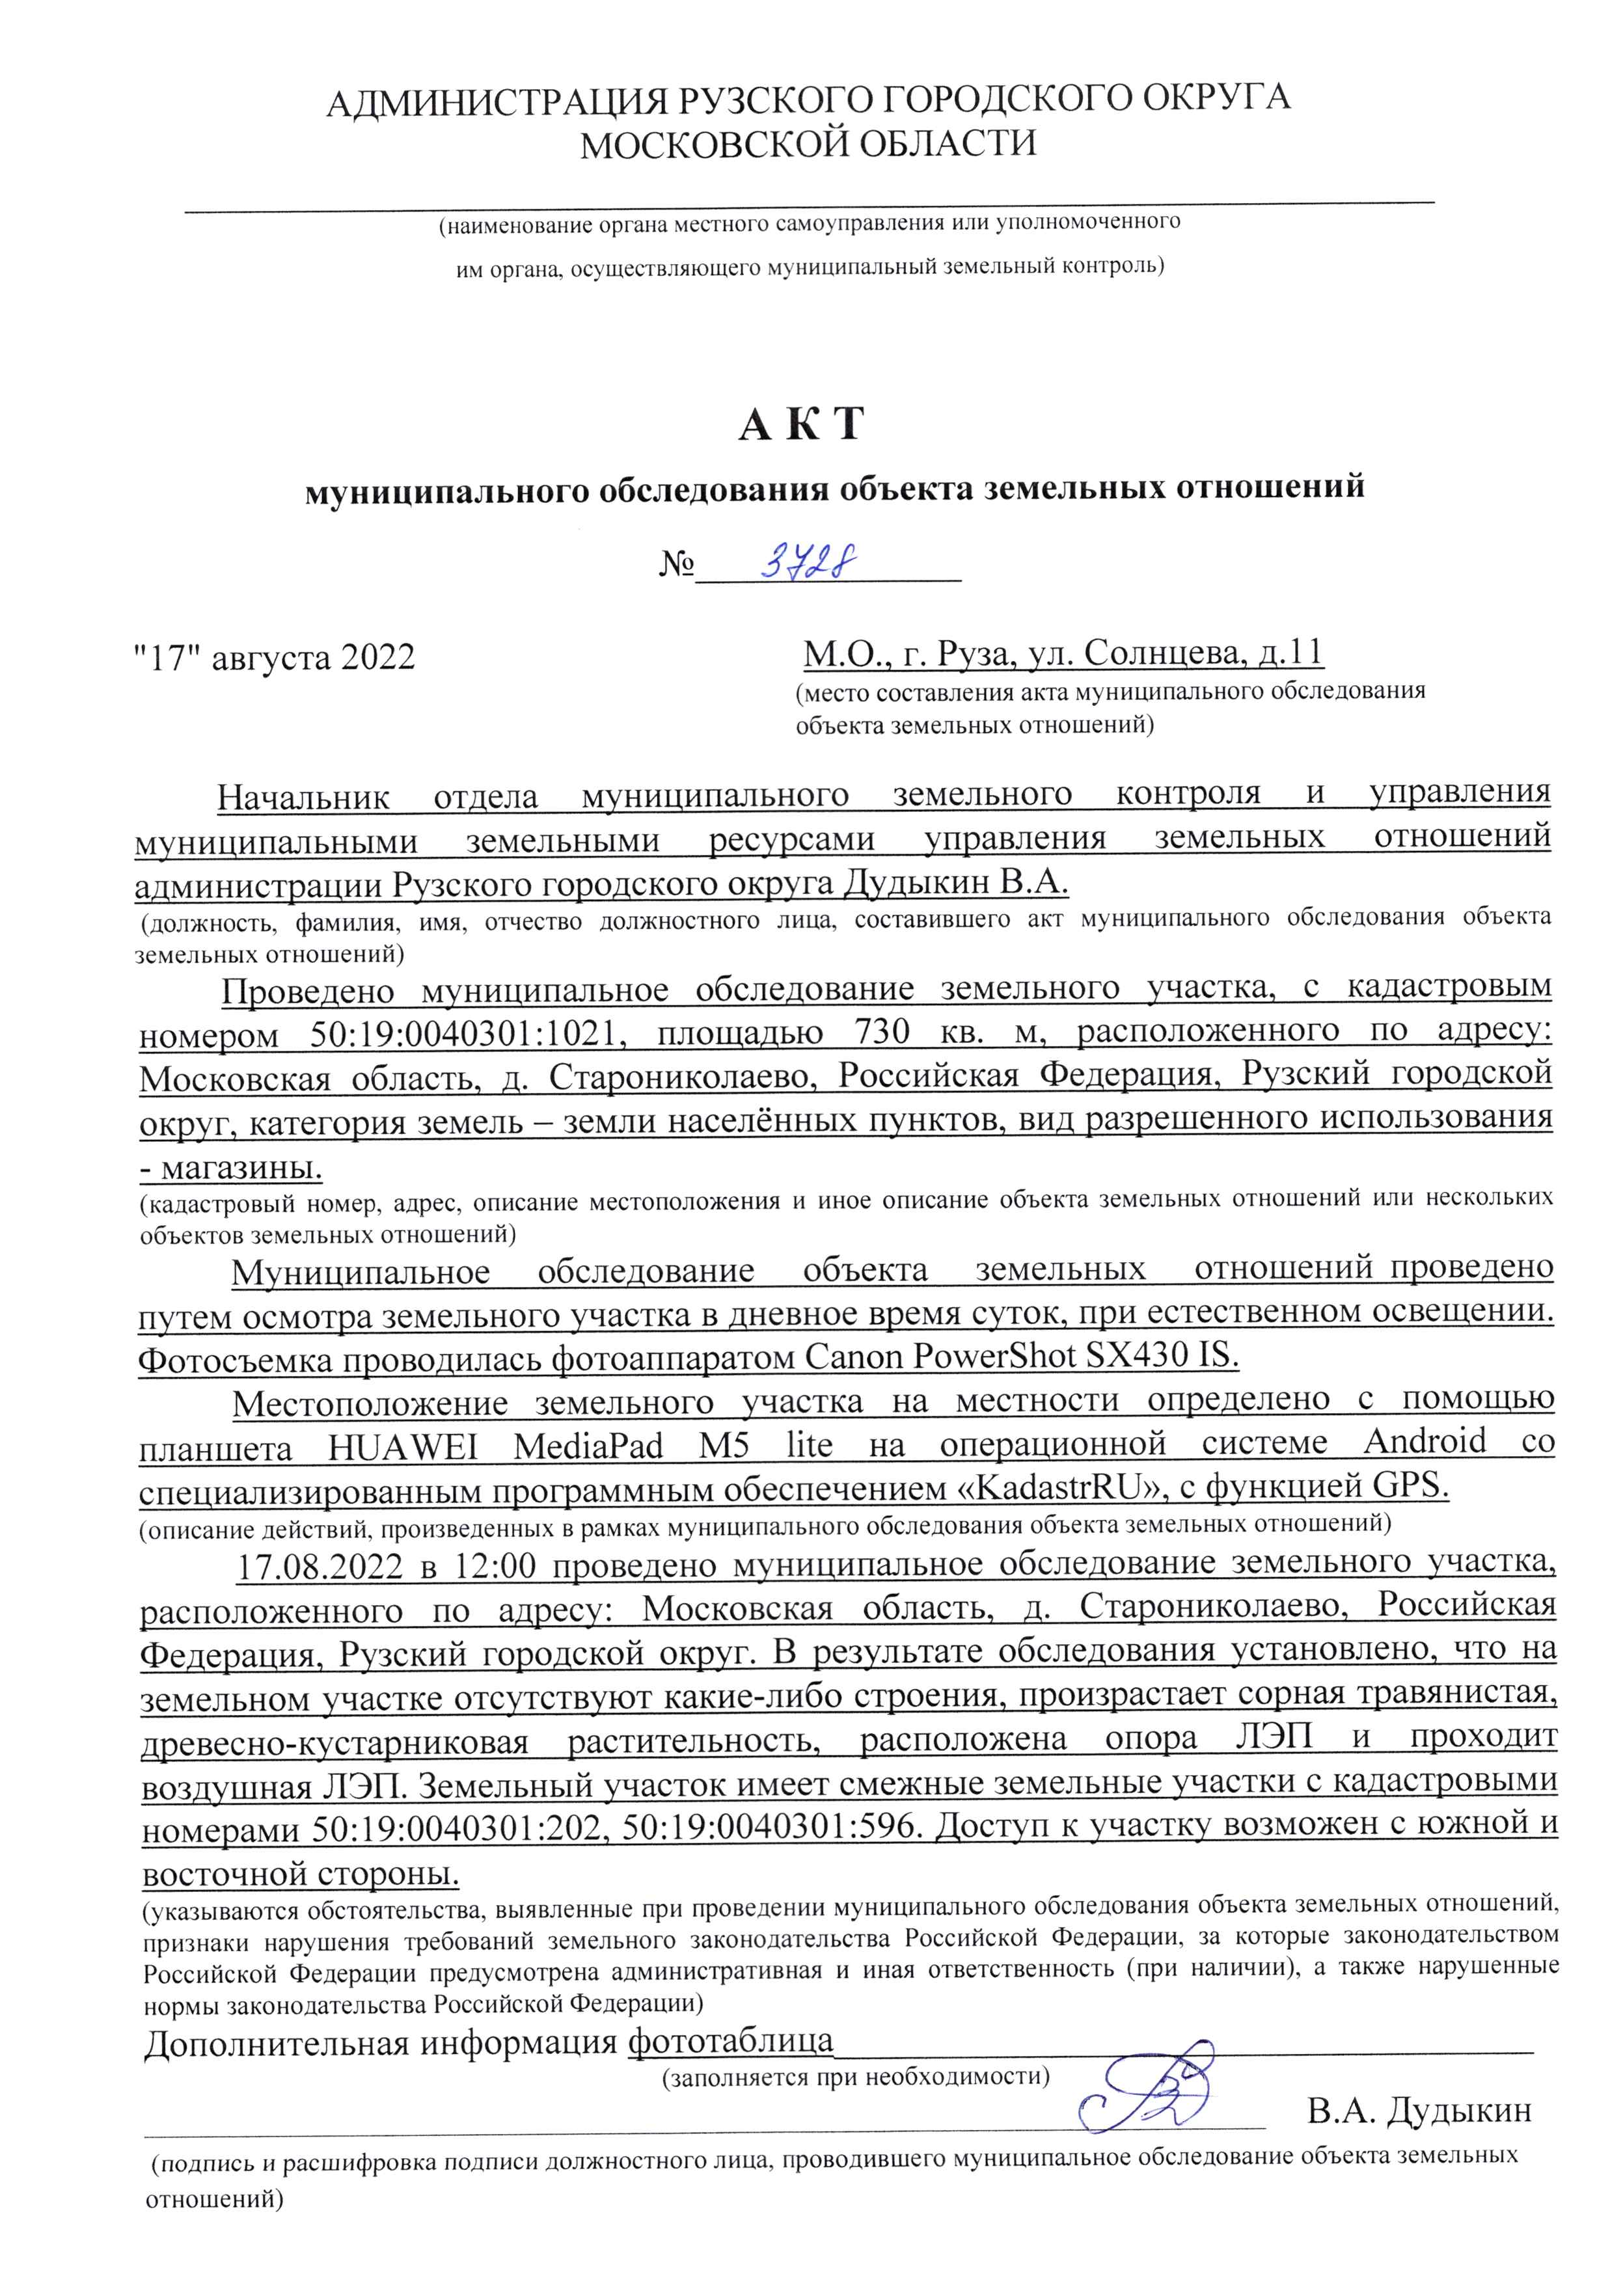 АДМИНИСТРАЦИЯ РУЗСКОГО ГОРОДСКОГО ОКРУГА
МОСКОВСКОЙ ОБЛАСТИ
(наименование органа местного самоуправления или уполномоченного
им органа, осуществляющего муниципальный земельный контроль)
А К Т
муниципального обследования объекта земельных отношений
№ 3728
"17" августа 2022
М.О., г. Руза, ул. Солнцева, д.11
(место составления акта муниципального обследования
объекта земельных отношений)
Начальник отдела муниципального земельного контроля и управления
муниципальными земельными ресурсами управления земельных отношений
администрации Рузского городского округа Дудыкин В.А.
(должность, фамилия, имя, отчество должностного лица, составившего акт муниципального обследования объекта
земельных отношений)
Проведено муниципальное обследование земельного участка, с кадастровым
номером 50:19:0040301:1021, площадью 730 кв. м, расположенного по адресу:
Московская область, д. Старониколаево, Российская Федерация, Рузский городской
округ, категория земель – земли населённых пунктов, вид разрешенного использования
- магазины.
(кадастровый номер, адрес, описание местоположения и иное описание объекта земельных отношений или нескольких
объектов земельных отношений)
Муниципальное обследование объекта земельных отношений проведено
путем осмотра земельного участка в дневное время суток, при естественном освещении.
Фотосъемка проводилась фотоаппаратом Canon PowerShot SX430 IS.
Местоположение земельного участка на местности определено с помощью
планшета HUAWEI MediaPad M5 lite на операционной системе Android со
специализированным программным обеспечением «KadastrRU», с функцией GPS.
(описание действий, произведенных в рамках муниципального обследования объекта земельных отношений)
17.08.2022 в 12:00 проведено муниципальное обследование земельного участка,
расположенного по адресу: Московская область, д. Старониколаево, Российская
Федерация, Рузский городской округ. В результате обследования установлено, что на
земельном участке отсутствуют какие-либо строения, произрастает сорная травянистая,
древесно-кустарниковая растительность, расположена опора ЛЭП и проходит
воздушная ЛЭП. Земельный участок имеет смежные земельные участки с кадастровыми
номерами 50:19:0040301:202, 50:19:0040301:596. Доступ к участку возможен с южной и
восточной стороны.
(указываются обстоятельства, выявленные при проведении муниципального обследования объекта земельных отношений,
признаки нарушения требований земельного законодательства Российской Федерации, за которые законодательством
Российской Федерации предусмотрена административная и иная ответственность (при наличии), а также нарушенные
нормы законодательства Российской Федерации)
Дополнительная информация фототаблица
(заполняется при необходимости)
В.А. Дудыкин
(подпись и расшифровка подписи должностного лица, проводившего муниципальное обследование объекта земельных
отношений)